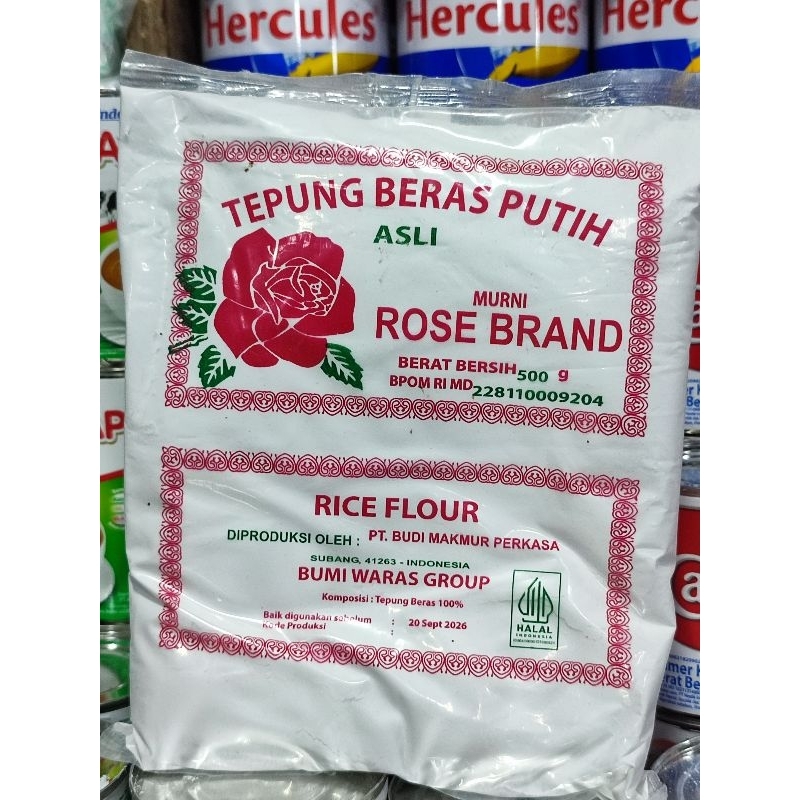 Hercules
Hercules
Hercules
TEPUNG BERAS PUTIH
ASLI
MURNI
ROSE BRAND
BERAT BERSIH 500 g
BPOM RI MD 228110009204
RICE FLOUR
DIPRODUKSI OLEH : PT. BUDI MAKMUR PERKASA
SUBANG, 41263 - INDONESIA
BUMI WARAS GROUP
Komposisi : Tepung Beras 100%
Baik digunakan sebelum :
Kode Produksi : 20 Sept 2026
HALAL
INDONESIA